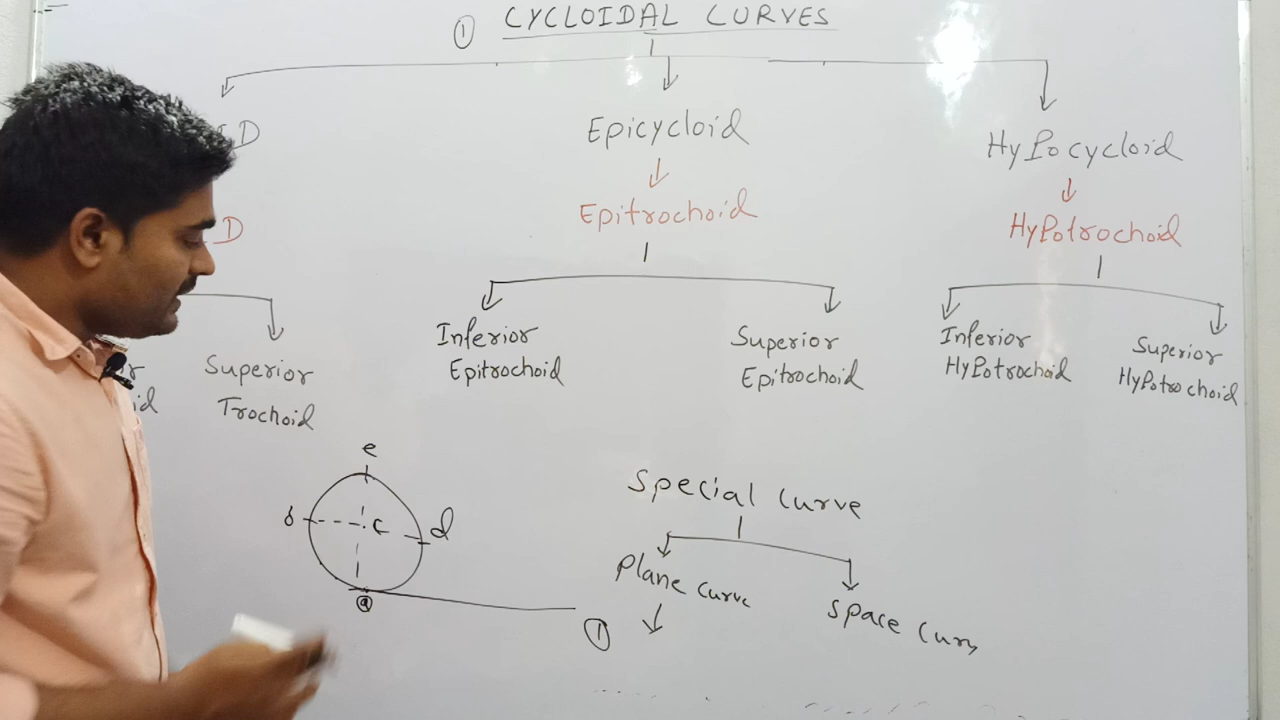 ① CYCLOIDAL CURVES
Epicycloid
Hypocycloid
Epitrochoid
Hypotrochoid
Inferior
Epitrochoid
Superior
Epitrochoid
Inferior
Hypotrochoid
Superior
Hypotrochoid
Superior
Trochoid
e
b
c
d
a
Special Curve
Plane Curve
Space Curv
①